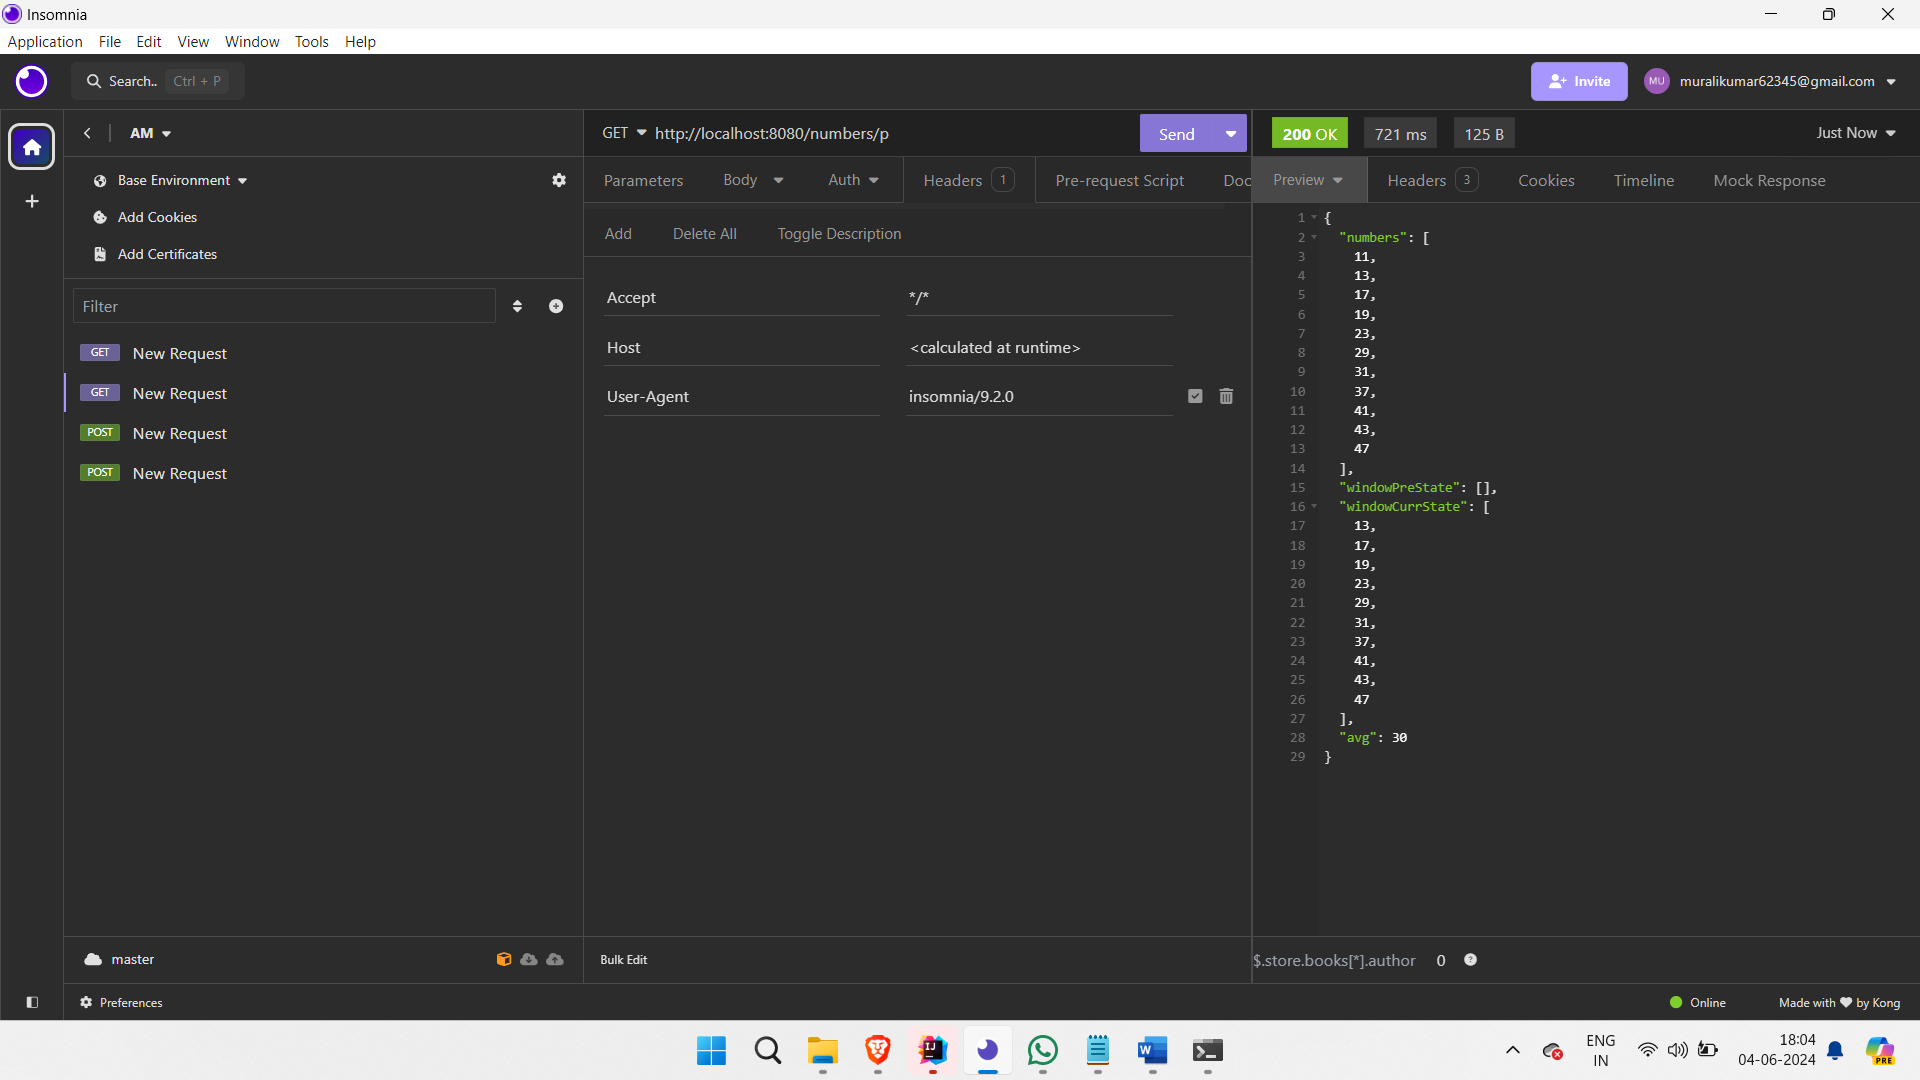 Insomnia
Application File Edit View Window Tools Help
Search.. Ctrl + P
Invite
MU muralikumar62345@gmail.com
AM
GET http://localhost:8080/numbers/p
Send
200 OK 721 ms 125 B
Just Now
Base Environment
Add Cookies
Add Certificates
Filter
GET New Request
GET New Request
POST New Request
POST New Request
Parameters Body Auth Headers 1 Pre-request Script Doc
Add Delete All Toggle Description
Accept */*
Host <calculated at runtime>
User-Agent insomnia/9.2.0
Preview Headers 3 Cookies Timeline Mock Response
1 {
2 "numbers": [
3 11,
4 13,
5 17,
6 19,
7 23,
8 29,
9 31,
10 37,
11 41,
12 43,
13 47
14 ],
15 "windowPreState": [],
16 "windowCurrState": [
17 13,
18 17,
19 19,
20 23,
21 29,
22 31,
23 37,
24 41,
25 43,
26 47
27 ],
28 "avg": 30
29 }
master
Bulk Edit
$.store.books[*].author 0 ?
Preferences
Online
Made with ❤ by Kong
IJ
W
ENG
IN
18:04
04-06-2024
PRE